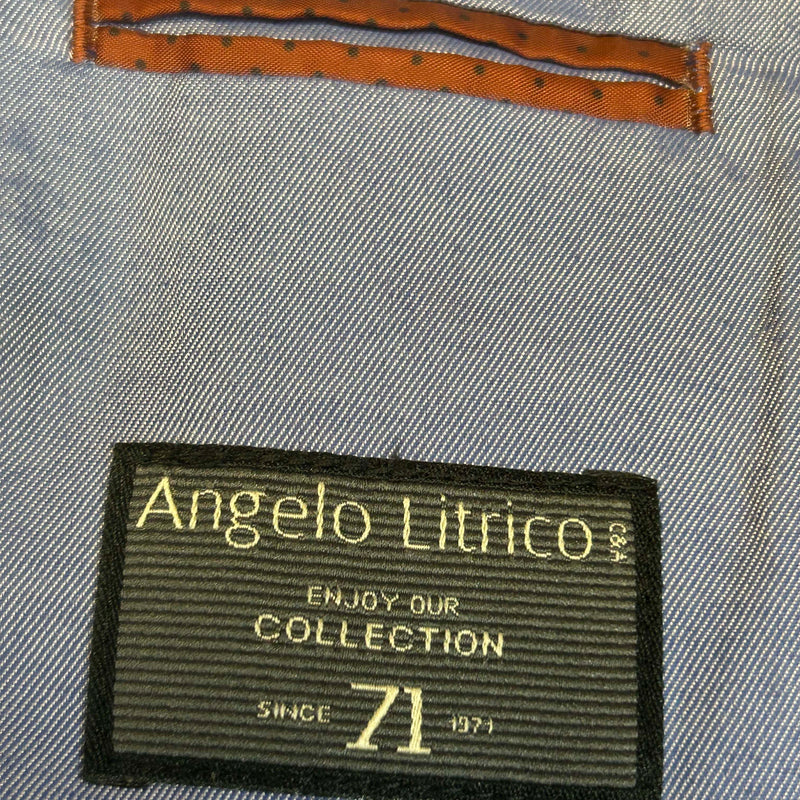 Angelo Litrico C&A
ENJOY OUR
COLLECTION
SINCE 71 1971